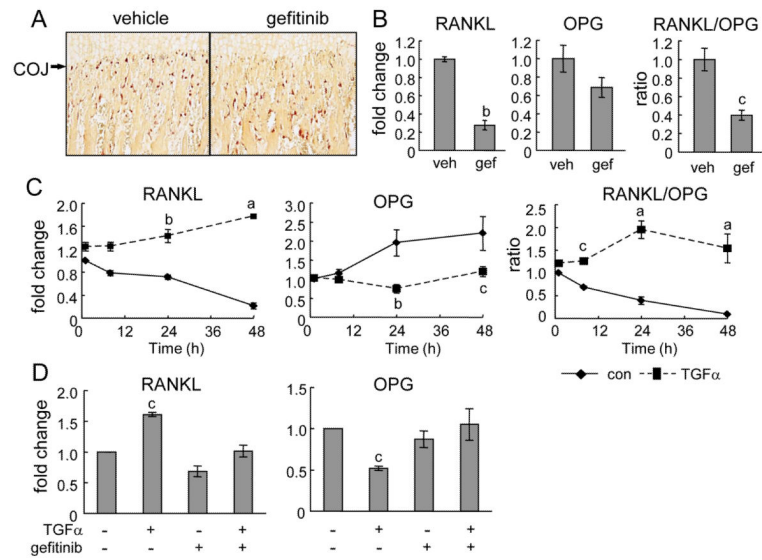 A
vehicle
gefitinib
COJ
B
RANKL
OPG
RANKL/OPG
fold change
1.2
1.0
0.8
0.6
0.4
0.2
0
b
veh gef
1.2
1.0
0.8
0.6
0.4
0.2
0
veh gef
ratio
1.2
1.0
0.8
0.6
0.4
0.2
0
c
veh gef
C
RANKL
OPG
RANKL/OPG
fold change
2.0
1.6
1.2
0.8
0.4
0
b
a
0 12 24 36 48
Time (h)
3.0
2.5
2.0
1.5
1.0
0.5
0
b
c
0 12 24 36 48
Time (h)
ratio
2.5
2.0
1.5
1.0
0.5
0
c
a
a
0 12 24 36 48
Time (h)
con TGFα
D
RANKL
OPG
fold change
2.0
1.5
1.0
0.5
0
c
1.5
1.0
0.5
0
c
TGFα - + - + - + - +
gefitinib - - + + - - + +